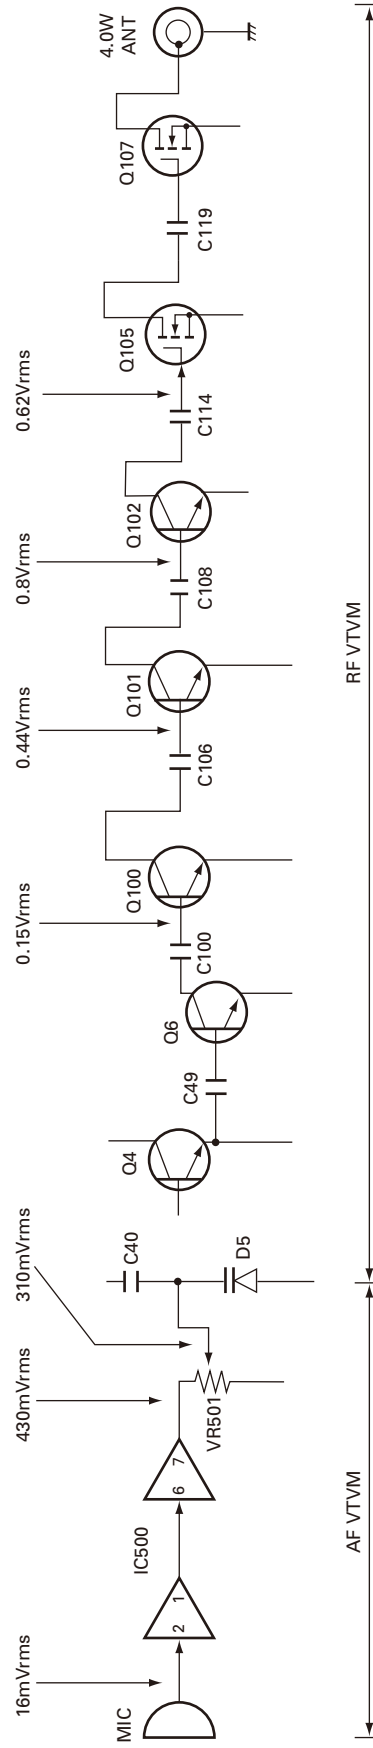 16mVrms
430mVrms
310mVrms
0.15Vrms
0.44Vrms
0.8Vrms
0.62Vrms
4.0W
ANT
MIC
2
1
IC500
6
7
VR501
C40
D5
Q4
C49
Q6
C100
Q100
C106
Q101
C108
Q102
C114
Q105
C119
Q107
AF VTVM
RF VTVM